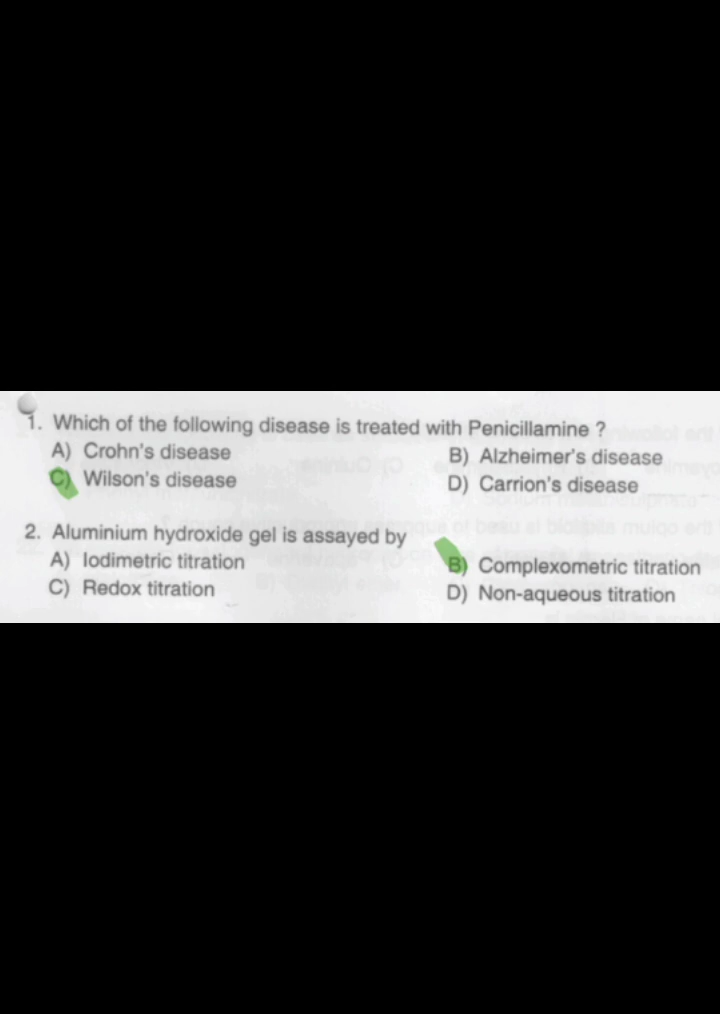 1. Which of the following disease is treated with Penicillamine ?
A) Crohn's disease B) Alzheimer's disease
C) Wilson's disease D) Carrion's disease
2. Aluminium hydroxide gel is assayed by
A) Iodimetric titration B) Complexometric titration
C) Redox titration D) Non-aqueous titration